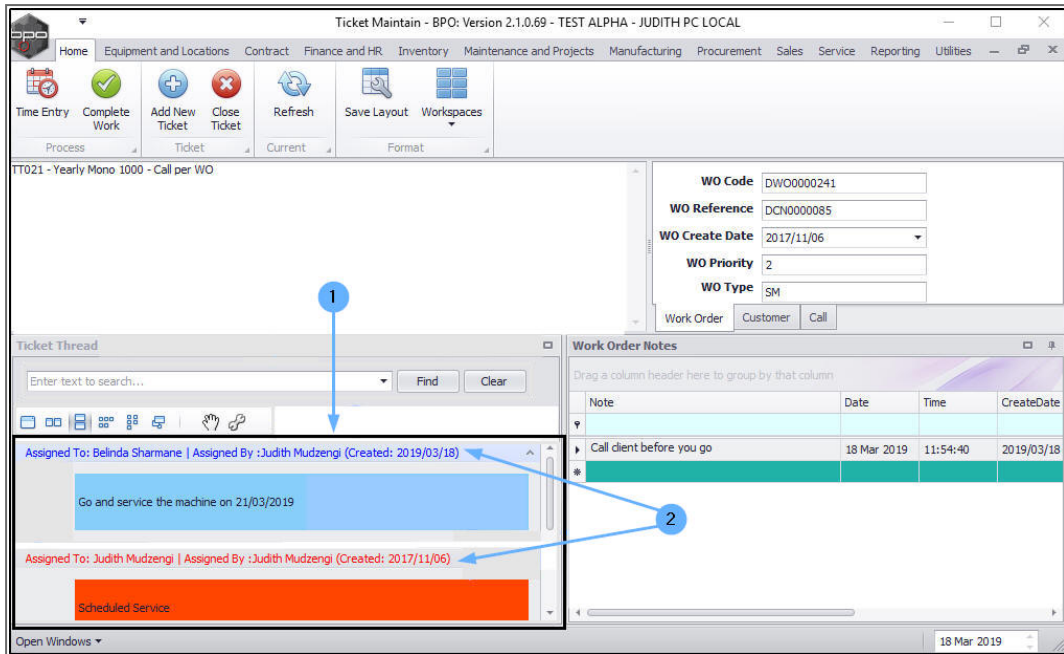 Ticket Maintain - BPO: Version 2.1.0.69 - TEST ALPHA - JUDITH PC LOCAL
bpo
Home Equipment and Locations Contract Finance and HR Inventory Maintenance and Projects Manufacturing Procurement Sales Service Reporting Utilities
Time Entry Complete Work Add New Ticket Close Ticket Refresh Save Layout Workspaces
Process Ticket Current Format
TT021 - Yearly Mono 1000 - Call per WO
WO Code DWO0000241
WO Reference DCN0000085
WO Create Date 2017/11/06
WO Priority 2
WO Type SM
Work Order Customer Call
1
Ticket Thread
Enter text to search... Find Clear
Assigned To: Belinda Sharmane | Assigned By :Judith Mudzengi (Created: 2019/03/18)
Go and service the machine on 21/03/2019
Assigned To: Judith Mudzengi | Assigned By :Judith Mudzengi (Created: 2017/11/06)
Scheduled Service
2
Work Order Notes
Drag a column header here to group by that column
Note Date Time CreateDate
Call client before you go 18 Mar 2019 11:54:40 2019/03/18
Open Windows
18 Mar 2019